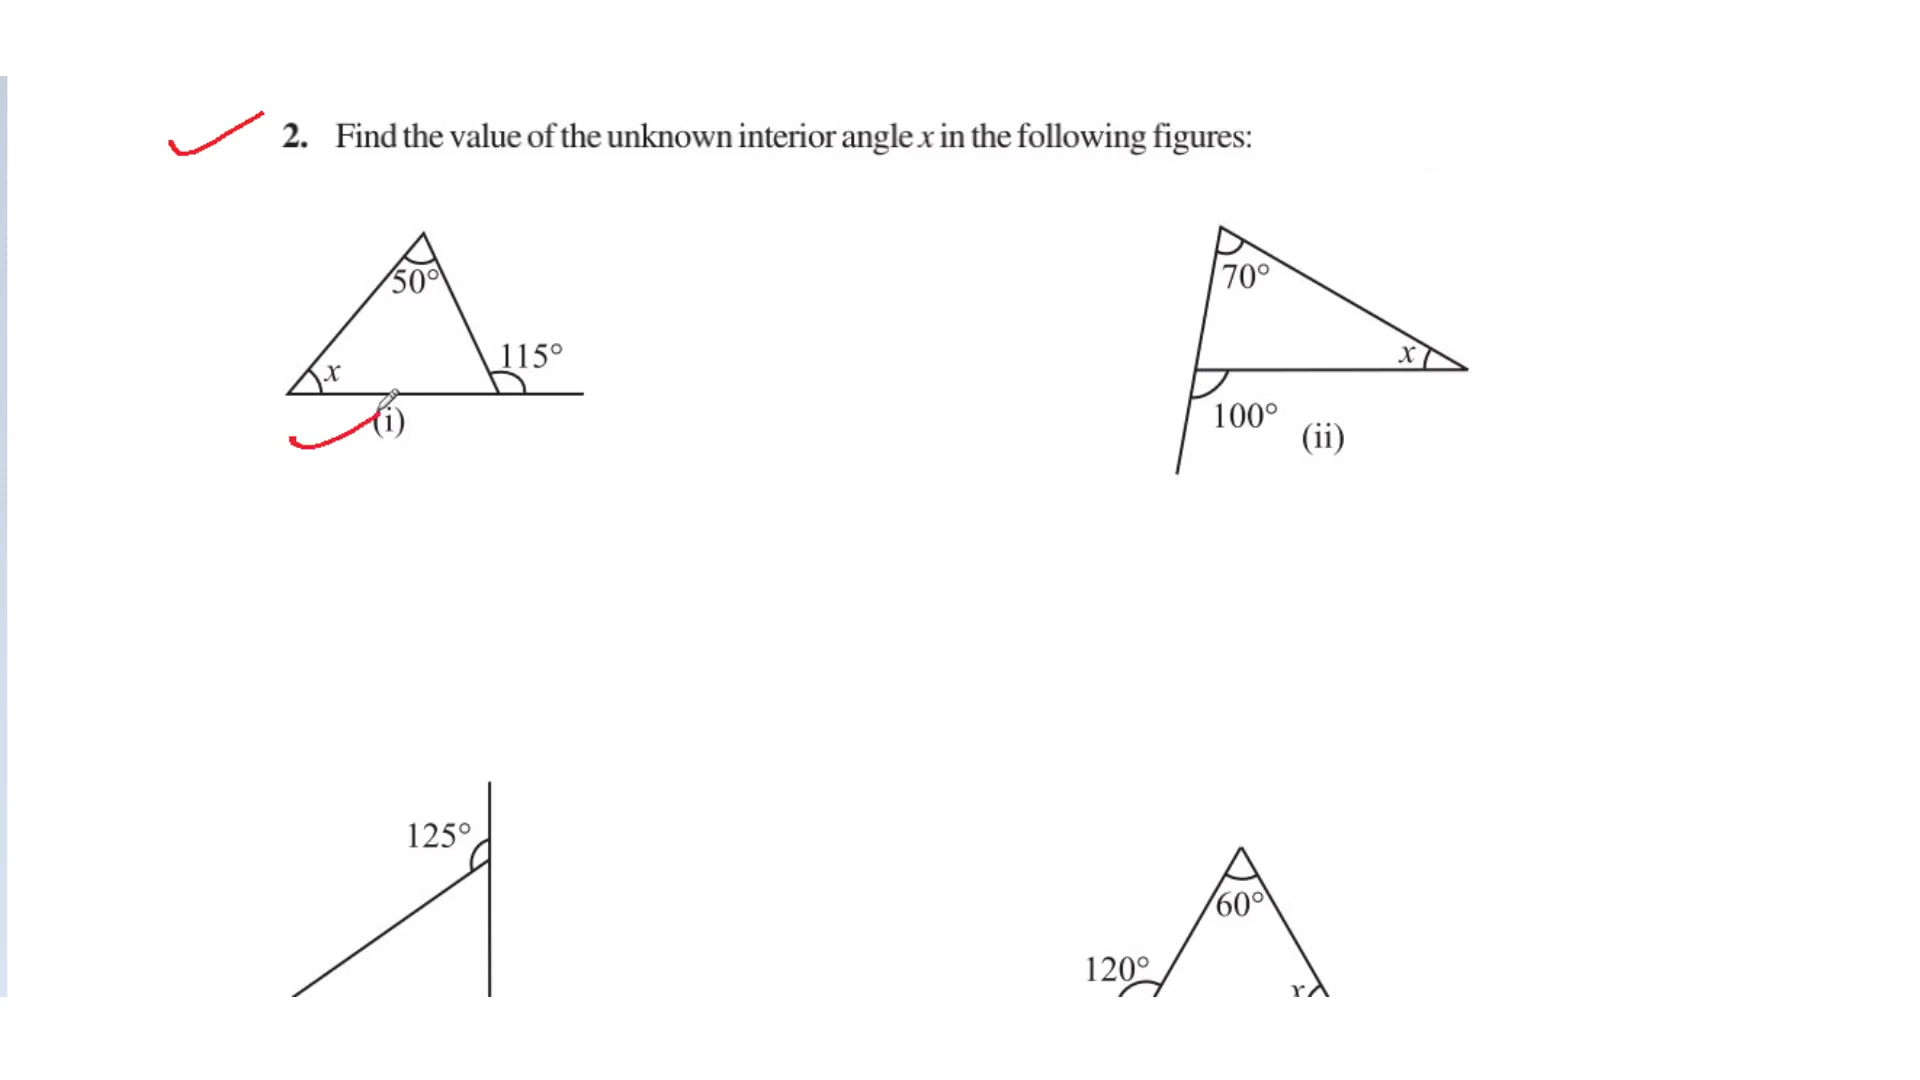 2. Find the value of the unknown interior angle x in the following figures:
50°
115°
x
(i)
70°
x
100°
(ii)
125°
60°
120°
x